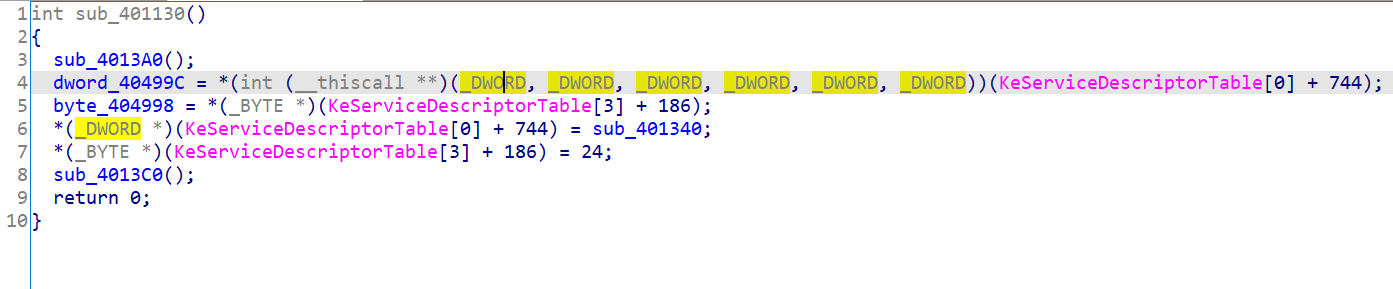 1 int sub_401130()
2 {
3   sub_4013A0();
4   dword_40499C = *(int (__thiscall **)(_DWORD, _DWORD, _DWORD, _DWORD, _DWORD, _DWORD))(KeServiceDescriptorTable[0] + 744);
5   byte_404998 = *(_BYTE *)(KeServiceDescriptorTable[3] + 186);
6   *(_DWORD *)(KeServiceDescriptorTable[0] + 744) = sub_401340;
7   *(_BYTE *)(KeServiceDescriptorTable[3] + 186) = 24;
8   sub_4013C0();
9   return 0;
10 }